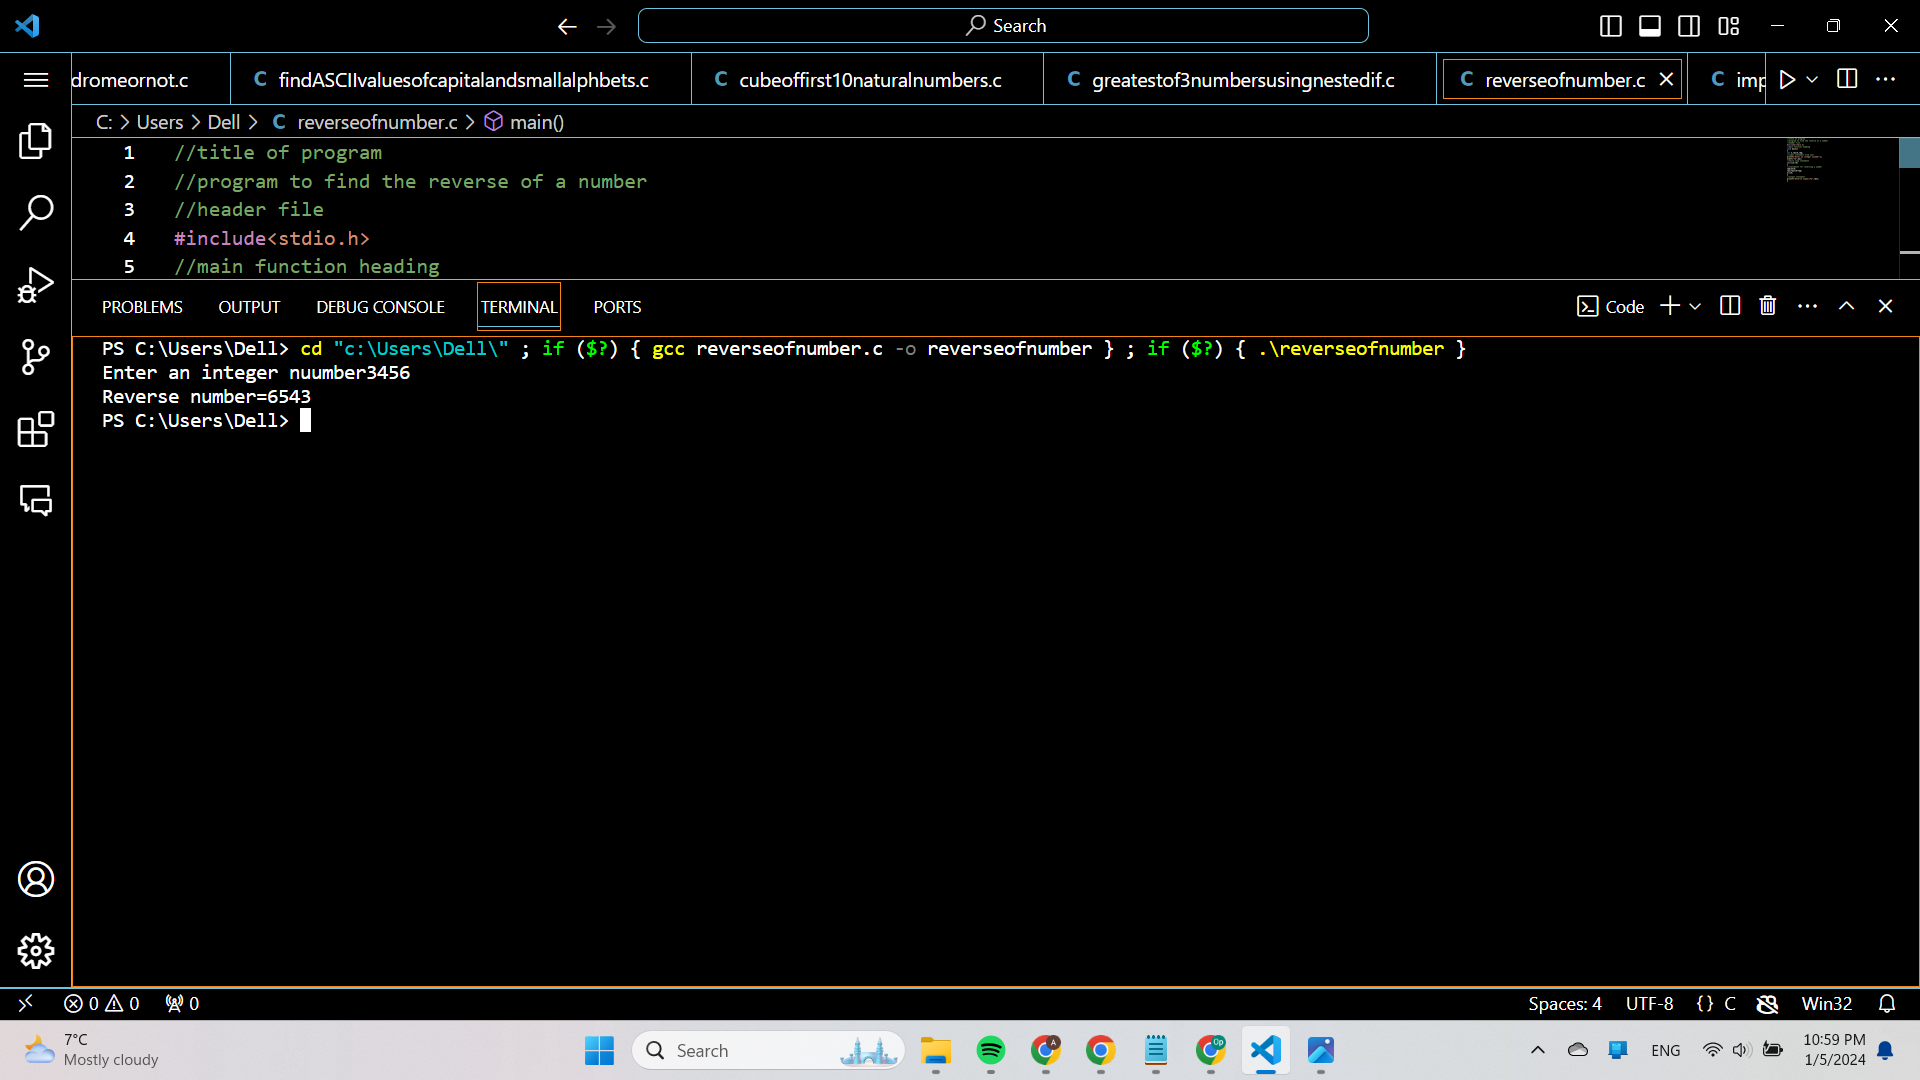 Search
dromeornot.c
C findASCIIvaluesofcapitalandsmallalphbets.c
C cubeoffirst10naturalnumbers.c
C greatestof3numbersusingnestedif.c
C reverseofnumber.c
C imp
C: > Users > Dell > C reverseofnumber.c > main()
1 //title of program
2 //program to find the reverse of a number
3 //header file
4 #include<stdio.h>
5 //main function heading
PROBLEMS OUTPUT DEBUG CONSOLE TERMINAL PORTS
Code
PS C:\Users\Dell> cd "c:\Users\Dell\" ; if ($?) { gcc reverseofnumber.c -o reverseofnumber } ; if ($?) { .\reverseofnumber }
Enter an integer nuumber3456
Reverse number=6543
PS C:\Users\Dell>
0 0 0
Spaces: 4 UTF-8 {} C Win32
7°C
Mostly cloudy
Search
A
Op
ENG
10:59 PM
1/5/2024